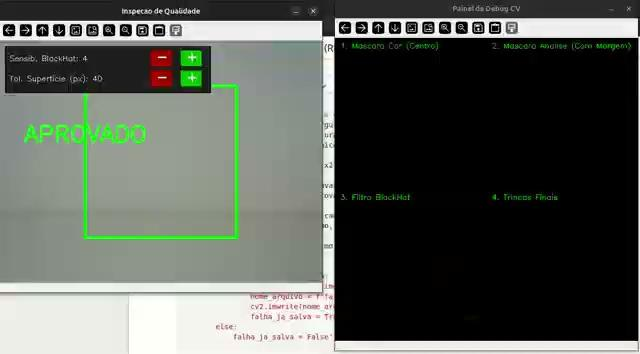 Inspecao de Qualidade
Sensib. BlackHat: 4
Tol. Superficie (px): 40
APROVADO
Painel de Debug CV
1. Mascara Cor (Centro)
2. Mascara Analise (Com Margem)
3. Filtro BlackHat
4. Trincas Finais
nome_arquivo = f"fa
cv2.imwrite(nome_ar
falha_ja_salva = Tr
else:
falha_ja_salva = False